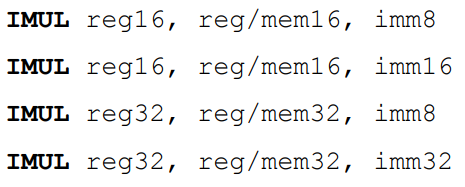 IMUL reg16, reg/mem16, imm8
IMUL reg16, reg/mem16, imm16
IMUL reg32, reg/mem32, imm8
IMUL reg32, reg/mem32, imm32